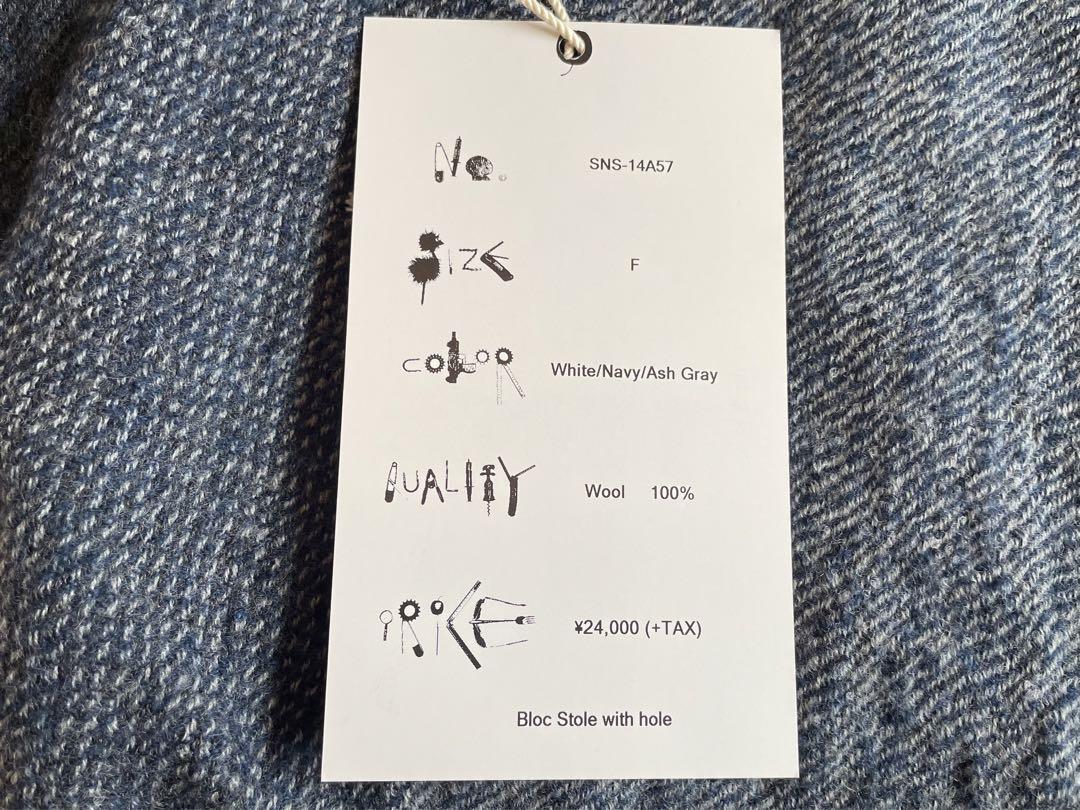 No. SNS-14A57
SIZE F
COLOR White/Navy/Ash Gray
QUALITY Wool 100%
PRICE ¥24,000 (+TAX)
Bloc Stole with hole